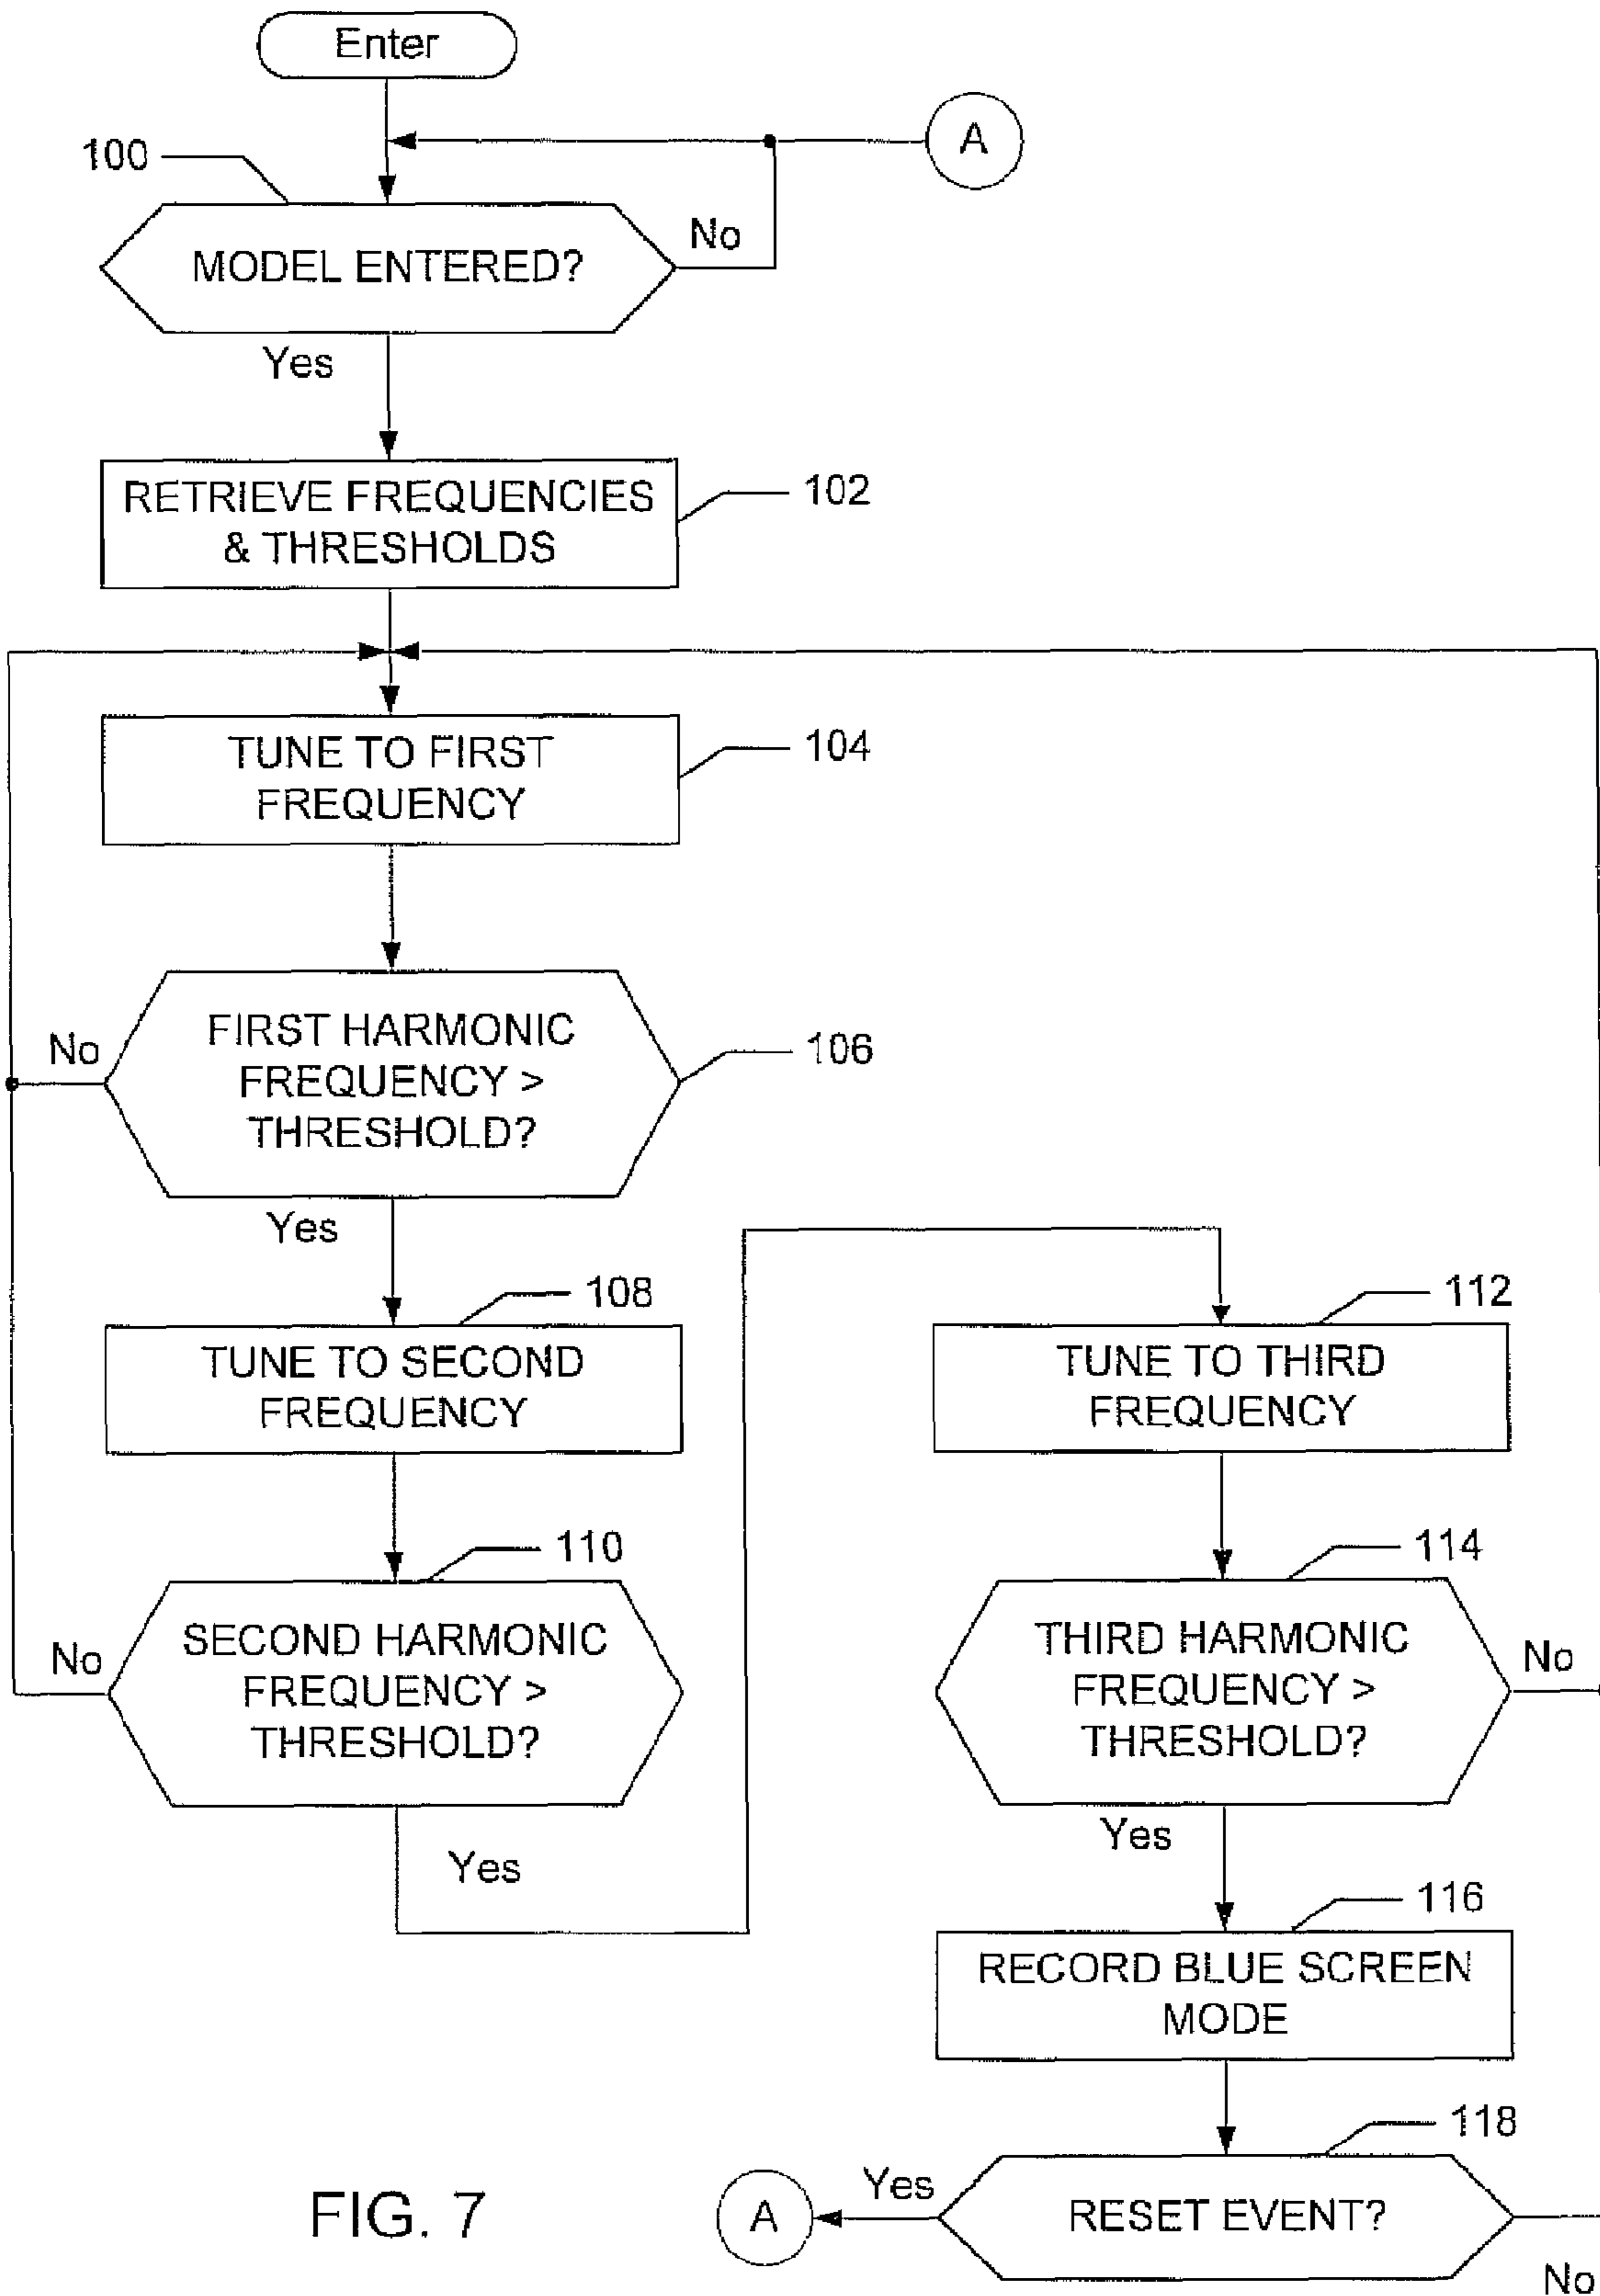 Enter
A
100
MODEL ENTERED?
No
Yes
RETRIEVE FREQUENCIES
& THRESHOLDS
102
TUNE TO FIRST
FREQUENCY
104
FIRST HARMONIC
FREQUENCY >
THRESHOLD?
No
106
Yes
108
TUNE TO SECOND
FREQUENCY
110
SECOND HARMONIC
FREQUENCY >
THRESHOLD?
No
Yes
112
TUNE TO THIRD
FREQUENCY
114
THIRD HARMONIC
FREQUENCY >
THRESHOLD?
No
Yes
116
RECORD BLUE SCREEN
MODE
118
RESET EVENT?
Yes
A
No
FIG. 7